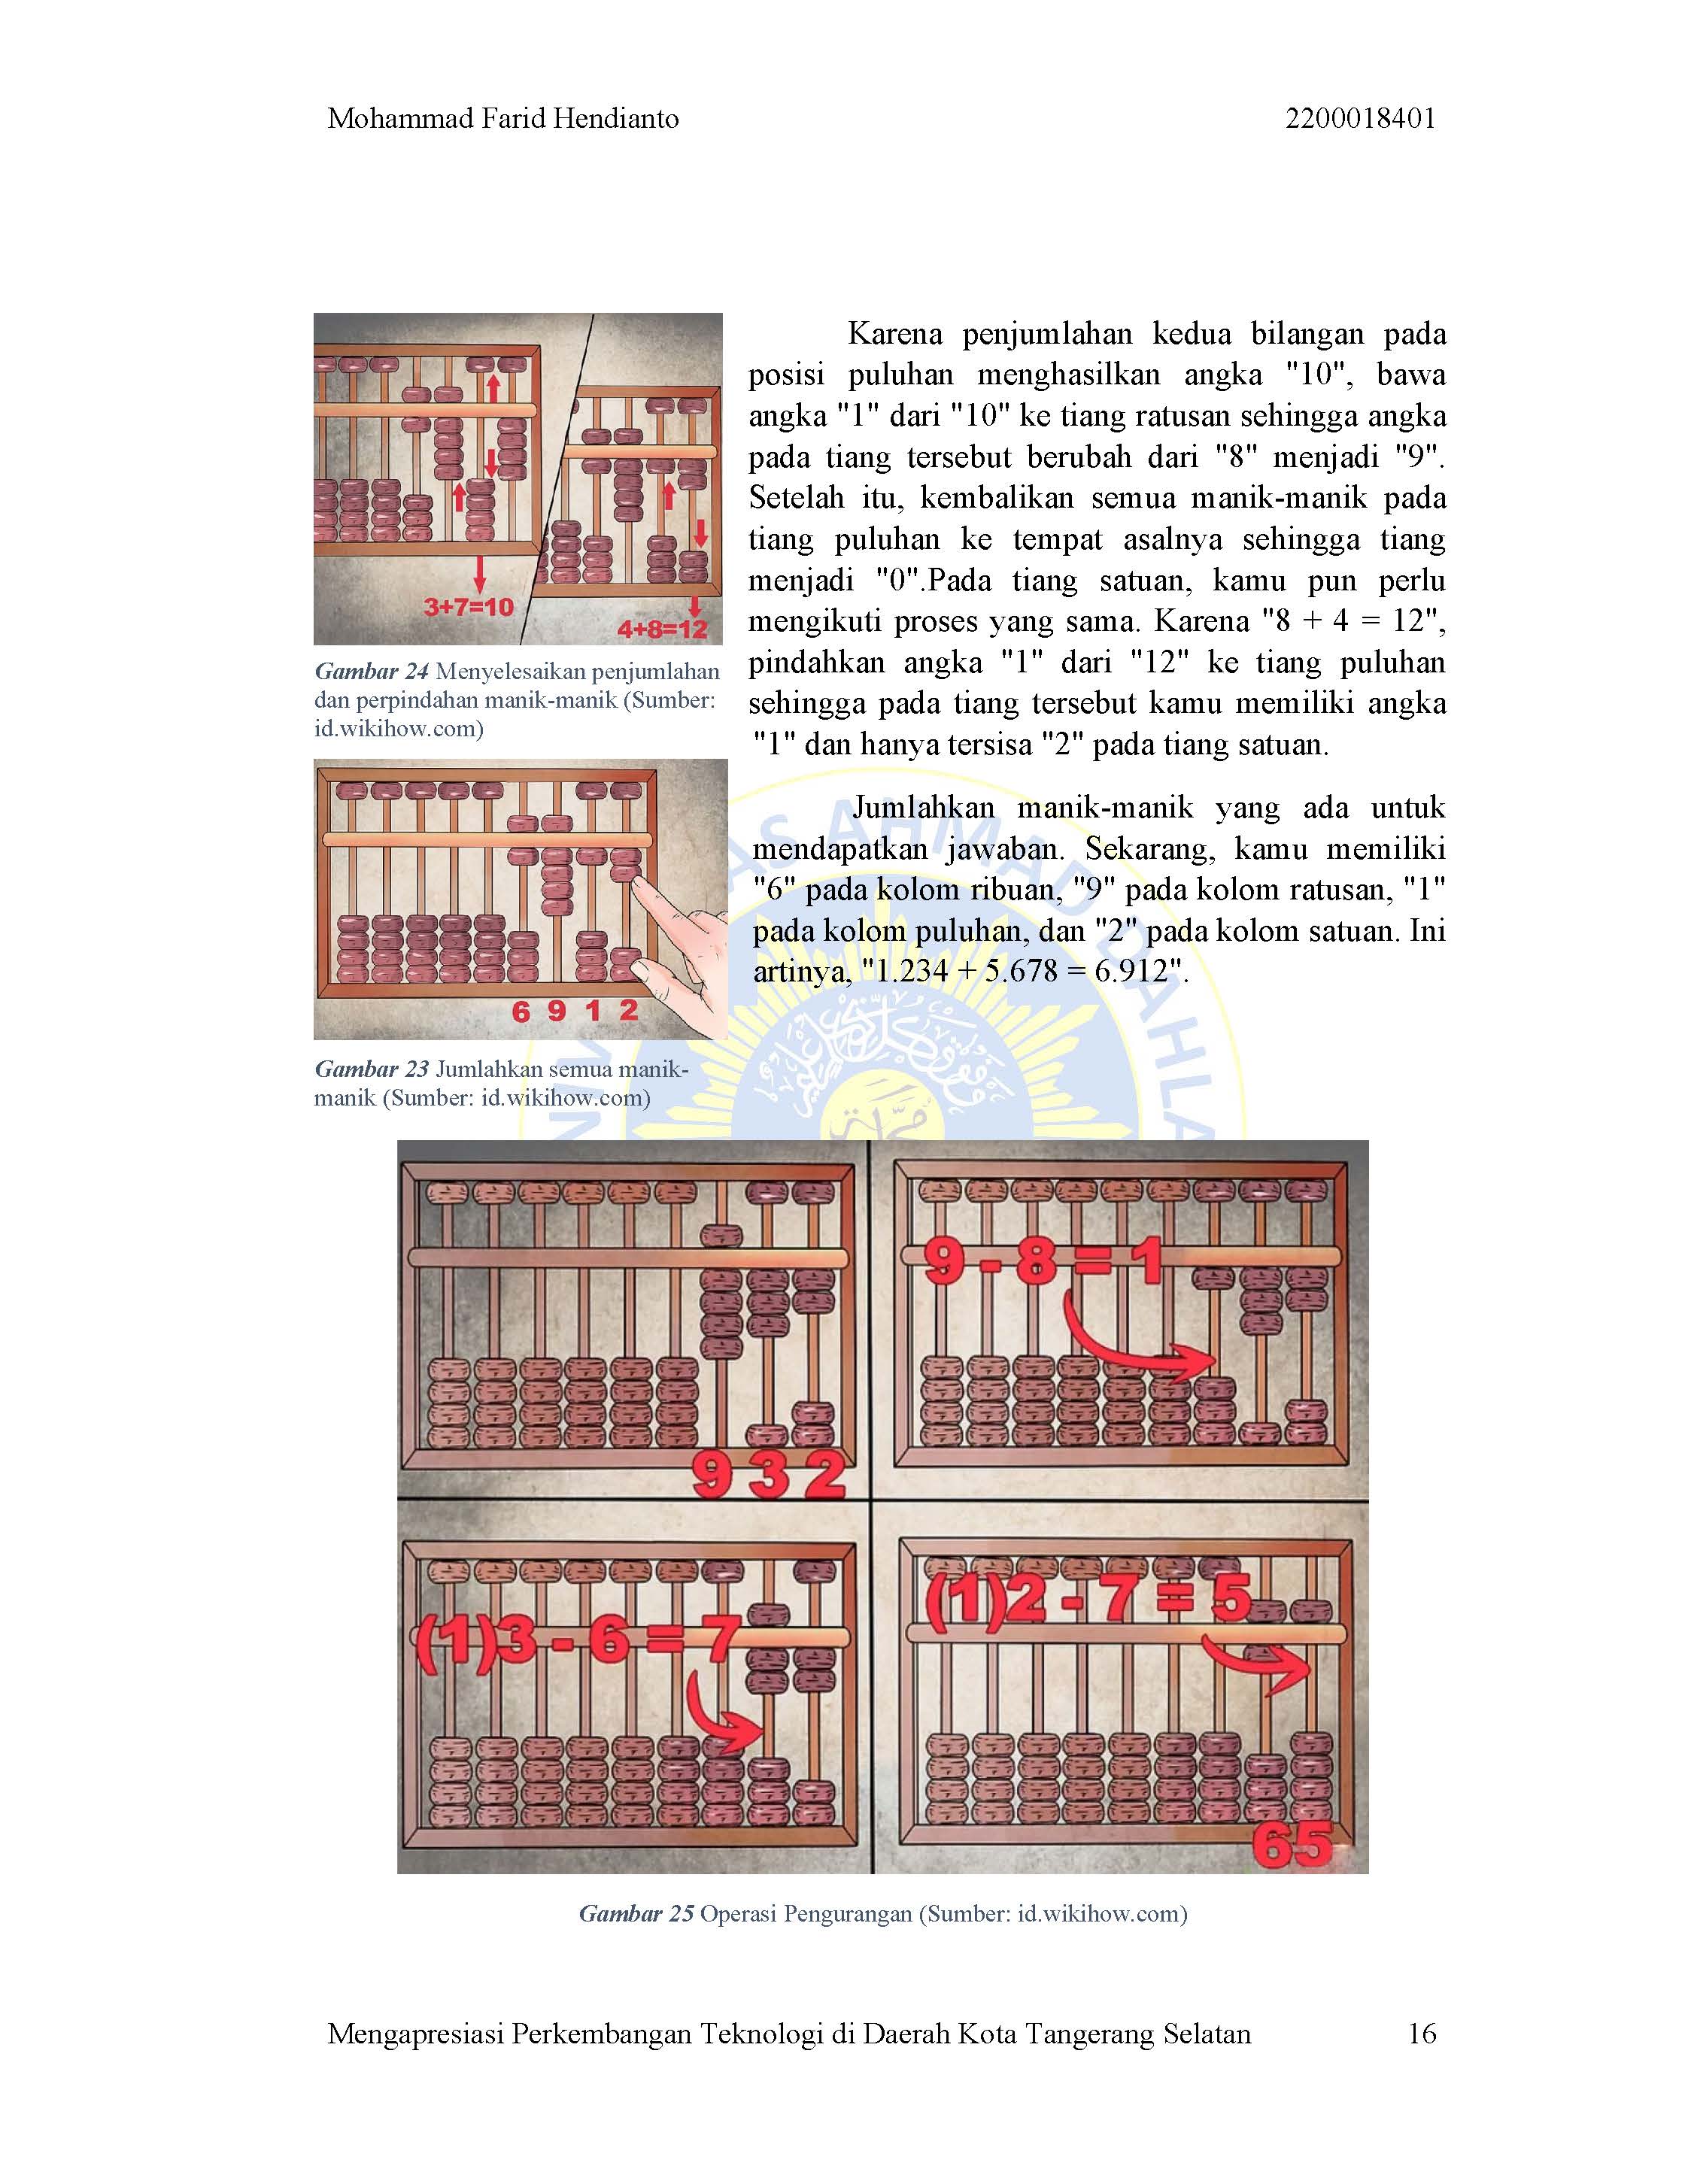 Mohammad Farid Hendianto 2200018401
3+7=10
4+8=12
Gambar 24 Menyelesaikan penjumlahan
dan perpindahan manik-manik (Sumber:
id.wikihow.com)
Karena penjumlahan kedua bilangan pada
posisi puluhan menghasilkan angka "10", bawa
angka "1" dari "10" ke tiang ratusan sehingga angka
pada tiang tersebut berubah dari "8" menjadi "9".
Setelah itu, kembalikan semua manik-manik pada
tiang puluhan ke tempat asalnya sehingga tiang
menjadi "0".Pada tiang satuan, kamu pun perlu
mengikuti proses yang sama. Karena "8 + 4 = 12",
pindahkan angka "1" dari "12" ke tiang puluhan
sehingga pada tiang tersebut kamu memiliki angka
"1" dan hanya tersisa "2" pada tiang satuan.
6 9 1 2
Gambar 23 Jumlahkan semua manik-
manik (Sumber: id.wikihow.com)
Jumlahkan manik-manik yang ada untuk
mendapatkan jawaban. Sekarang, kamu memiliki
"6" pada kolom ribuan, "9" pada kolom ratusan, "1"
pada kolom puluhan, dan "2" pada kolom satuan. Ini
artinya, "1.234 + 5.678 = 6.912".
AS AHMAD DAHLA
932
9-8=1
(1)3-6=7
(1)2-7=5
65
Gambar 25 Operasi Pengurangan (Sumber: id.wikihow.com)
Mengapresiasi Perkembangan Teknologi di Daerah Kota Tangerang Selatan 16